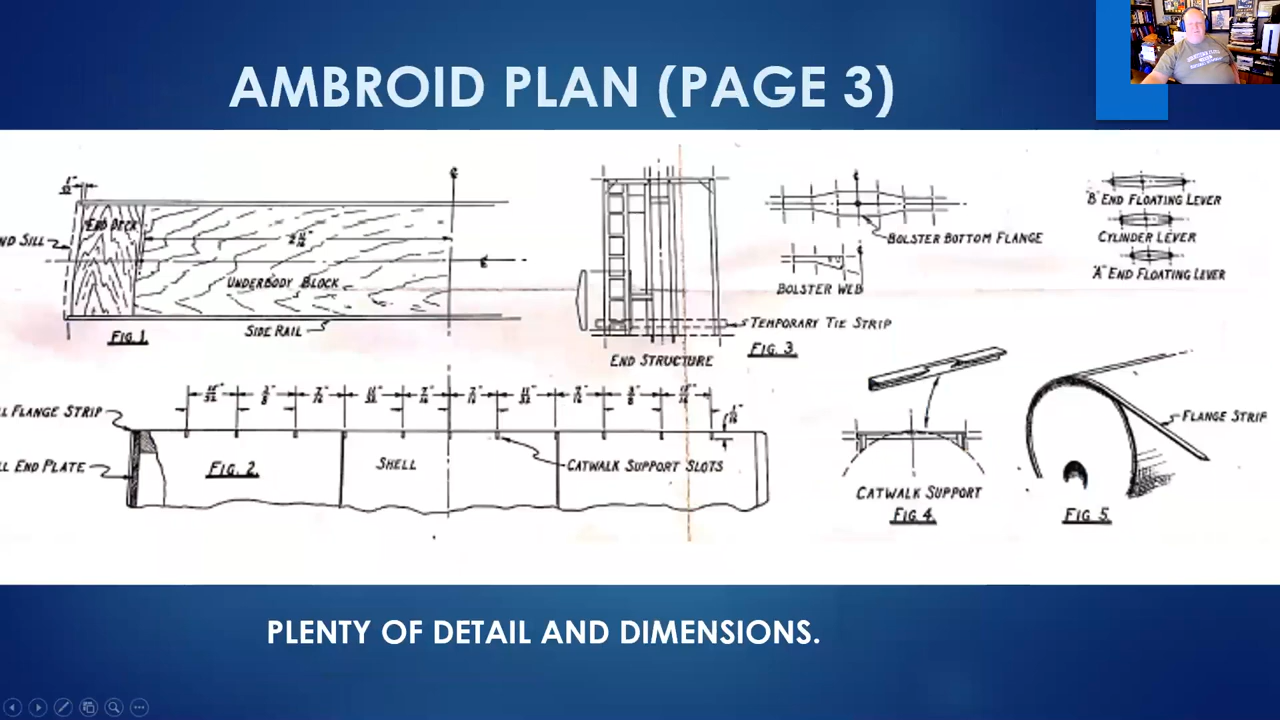 AMBROID PLAN (PAGE 3)
END DECK
ND SILL
UNDERBODY BLOCK
SIDE RAIL
FIG. 1
TEMPORARY TIE STRIP
END STRUCTURE
FIG. 3
BOLSTER BOTTOM FLANGE
BOLSTER WEB
"B" END FLOATING LEVER
CYLINDER LEVER
"A" END FLOATING LEVER
L FLANGE STRIP
LL END PLATE
FIG. 2.
SHELL
CATWALK SUPPORT SLOTS
CATWALK SUPPORT
FIG. 4.
FLANGE STRIP
FIG. 5.
PLENTY OF DETAIL AND DIMENSIONS.